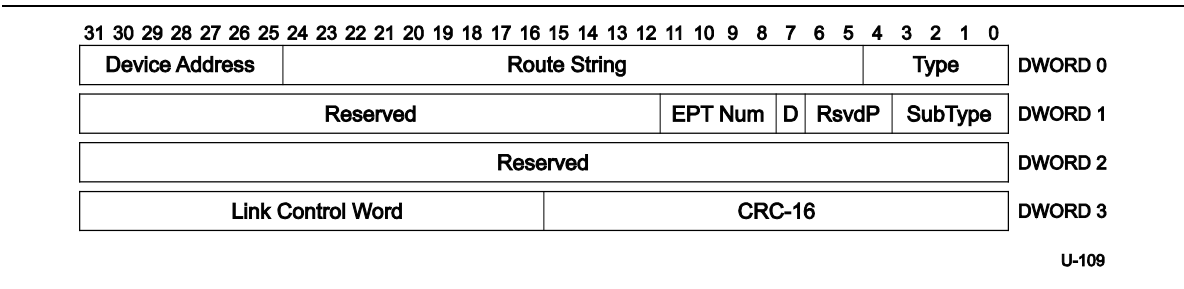 31 30 29 28 27 26 25 24 23 22 21 20 19 18 17 16 15 14 13 12 11 10 9 8 7 6 5 4 3 2 1 0
Device Address Route String Type DWORD 0
Reserved EPT Num D RsvdP SubType DWORD 1
Reserved DWORD 2
Link Control Word CRC-16 DWORD 3
U-109